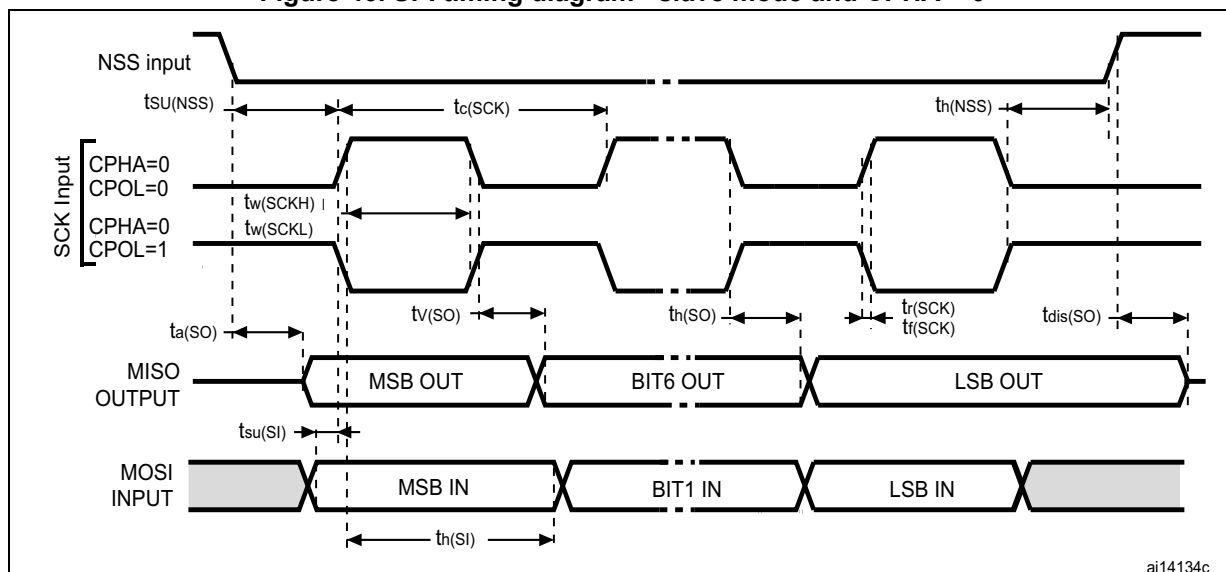 NSS input
tSU(NSS)
tc(SCK)
th(NSS)
SCK Input
CPHA=0
CPOL=0
tw(SCKH)
CPHA=0
tw(SCKL)
CPOL=1
ta(SO)
tV(SO)
th(SO)
tr(SCK)
tf(SCK)
tdis(SO)
MISO
OUTPUT
MSB OUT
BIT6 OUT
LSB OUT
tsu(SI)
MOSI
INPUT
MSB IN
BIT1 IN
LSB IN
th(SI)
ai14134c